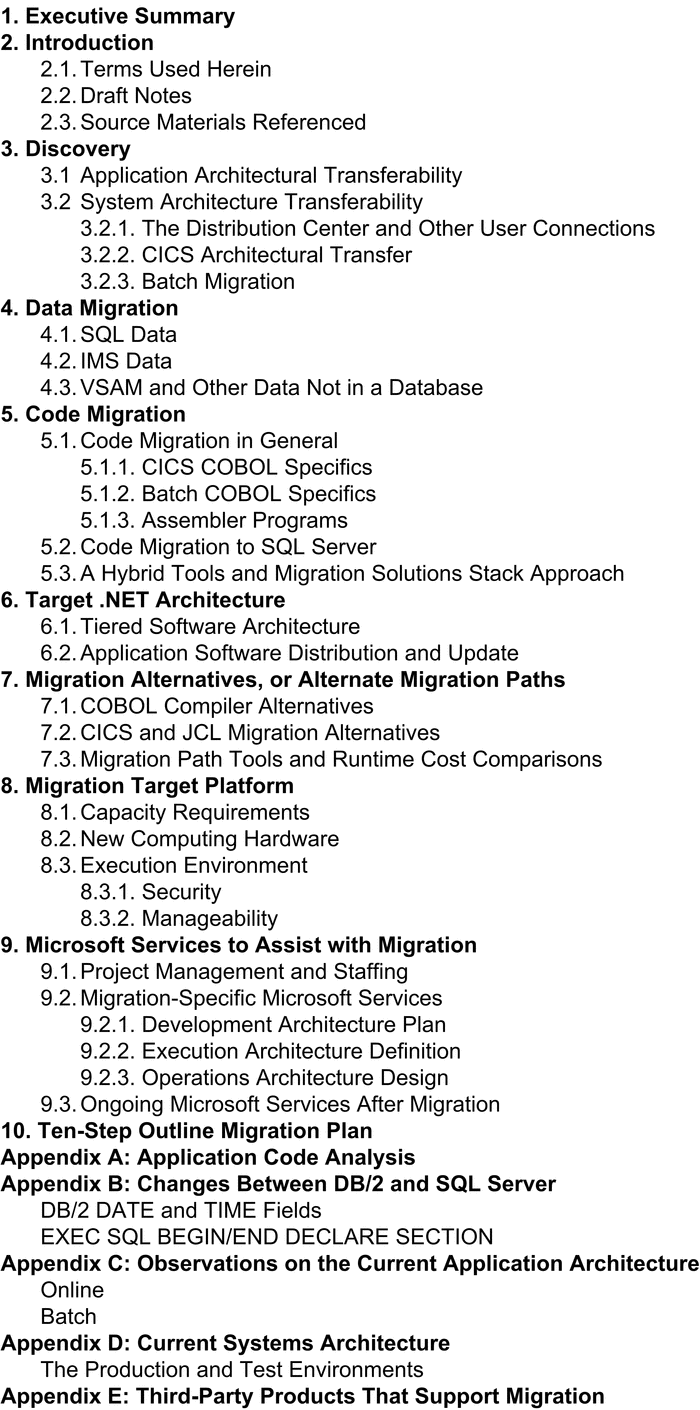 1. Executive Summary
2. Introduction
2.1. Terms Used Herein
2.2. Draft Notes
2.3. Source Materials Referenced
3. Discovery
3.1 Application Architectural Transferability
3.2 System Architecture Transferability
3.2.1. The Distribution Center and Other User Connections
3.2.2. CICS Architectural Transfer
3.2.3. Batch Migration
4. Data Migration
4.1. SQL Data
4.2. IMS Data
4.3. VSAM and Other Data Not in a Database
5. Code Migration
5.1. Code Migration in General
5.1.1. CICS COBOL Specifics
5.1.2. Batch COBOL Specifics
5.1.3. Assembler Programs
5.2. Code Migration to SQL Server
5.3. A Hybrid Tools and Migration Solutions Stack Approach
6. Target .NET Architecture
6.1. Tiered Software Architecture
6.2. Application Software Distribution and Update
7. Migration Alternatives, or Alternate Migration Paths
7.1. COBOL Compiler Alternatives
7.2. CICS and JCL Migration Alternatives
7.3. Migration Path Tools and Runtime Cost Comparisons
8. Migration Target Platform
8.1. Capacity Requirements
8.2. New Computing Hardware
8.3. Execution Environment
8.3.1. Security
8.3.2. Manageability
9. Microsoft Services to Assist with Migration
9.1. Project Management and Staffing
9.2. Migration-Specific Microsoft Services
9.2.1. Development Architecture Plan
9.2.2. Execution Architecture Definition
9.2.3. Operations Architecture Design
9.3. Ongoing Microsoft Services After Migration
10. Ten-Step Outline Migration Plan
Appendix A: Application Code Analysis
Appendix B: Changes Between DB/2 and SQL Server
DB/2 DATE and TIME Fields
EXEC SQL BEGIN/END DECLARE SECTION
Appendix C: Observations on the Current Application Architecture
Online
Batch
Appendix D: Current Systems Architecture
The Production and Test Environments
Appendix E: Third-Party Products That Support Migration